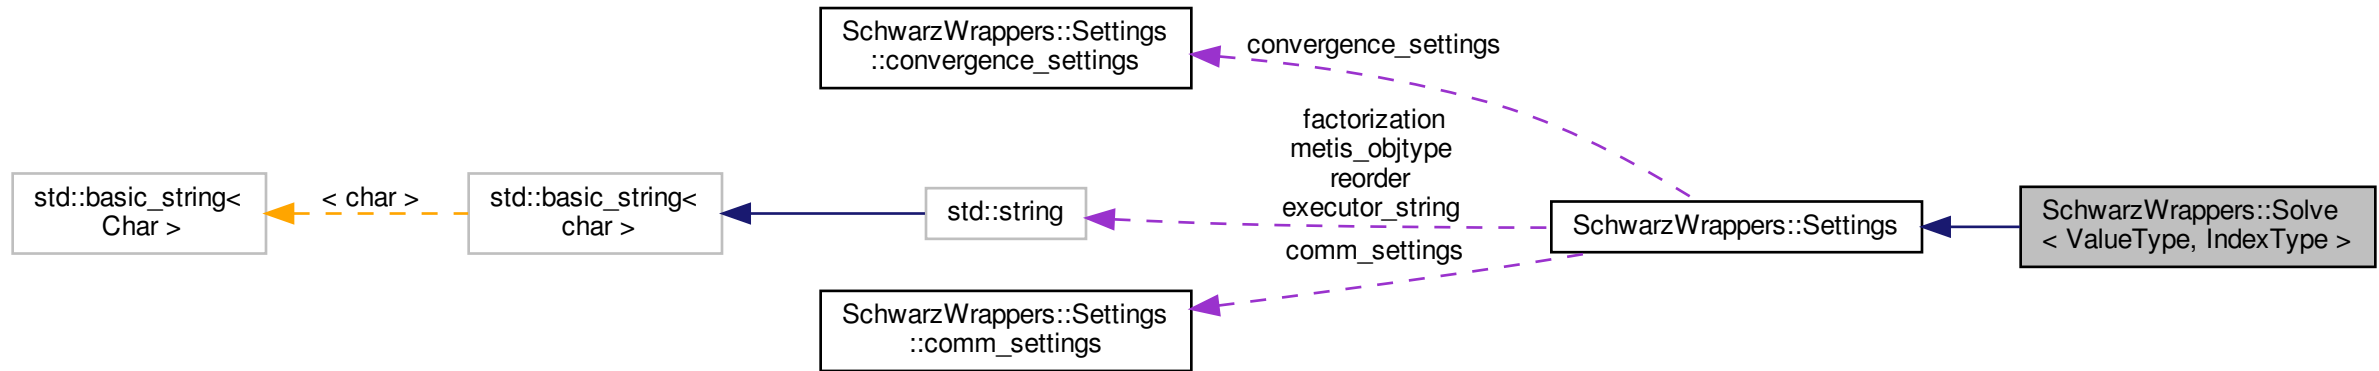 SchwarzWrappers::Settings
::convergence_settings
convergence_settings
factorization
metis_objtype
reorder
executor_string
std::basic_string<
Char >
< char >
std::basic_string<
char >
std::string
SchwarzWrappers::Settings
SchwarzWrappers::Solve
< ValueType, IndexType >
comm_settings
SchwarzWrappers::Settings
::comm_settings